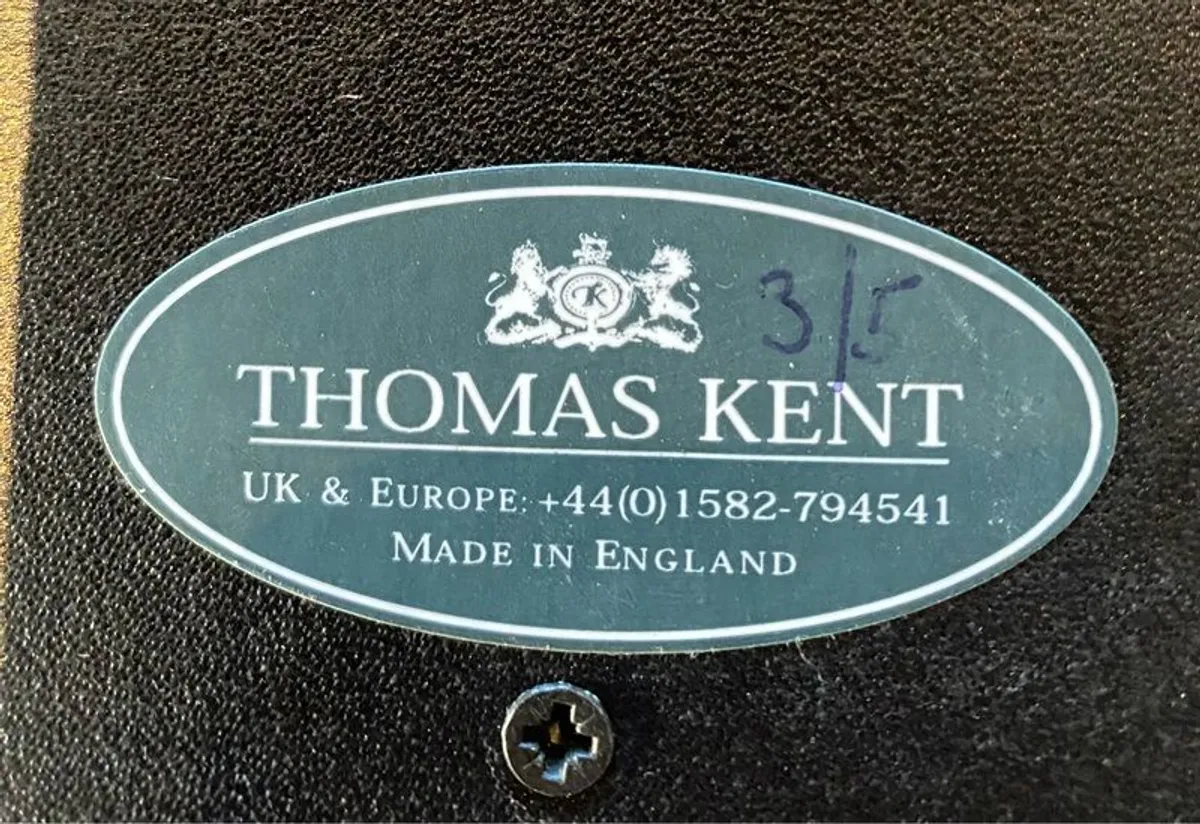 K
3/5
THOMAS KENT
UK & EUROPE: +44(0)1582-794541
MADE IN ENGLAND